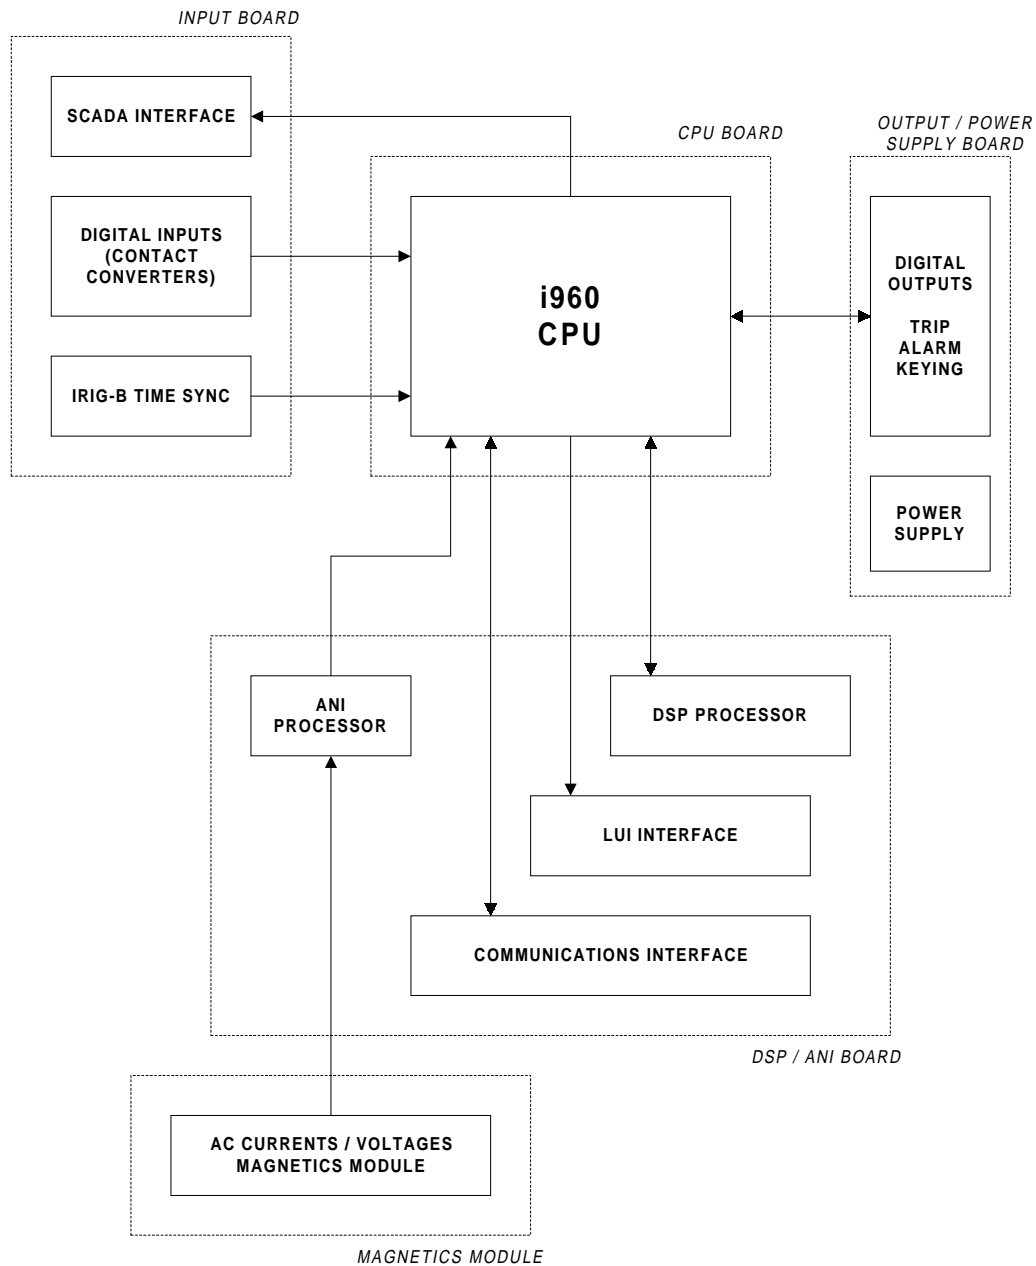 INPUT BOARD
SCADA INTERFACE
DIGITAL INPUTS
(CONTACT
CONVERTERS)
IRIG-B TIME SYNC
CPU BOARD
i960
CPU
OUTPUT / POWER
SUPPLY BOARD
DIGITAL
OUTPUTS
TRIP
ALARM
KEYING
POWER
SUPPLY
ANI
PROCESSOR
DSP PROCESSOR
LUI INTERFACE
COMMUNICATIONS INTERFACE
DSP / ANI BOARD
AC CURRENTS / VOLTAGES
MAGNETICS MODULE
MAGNETICS MODULE